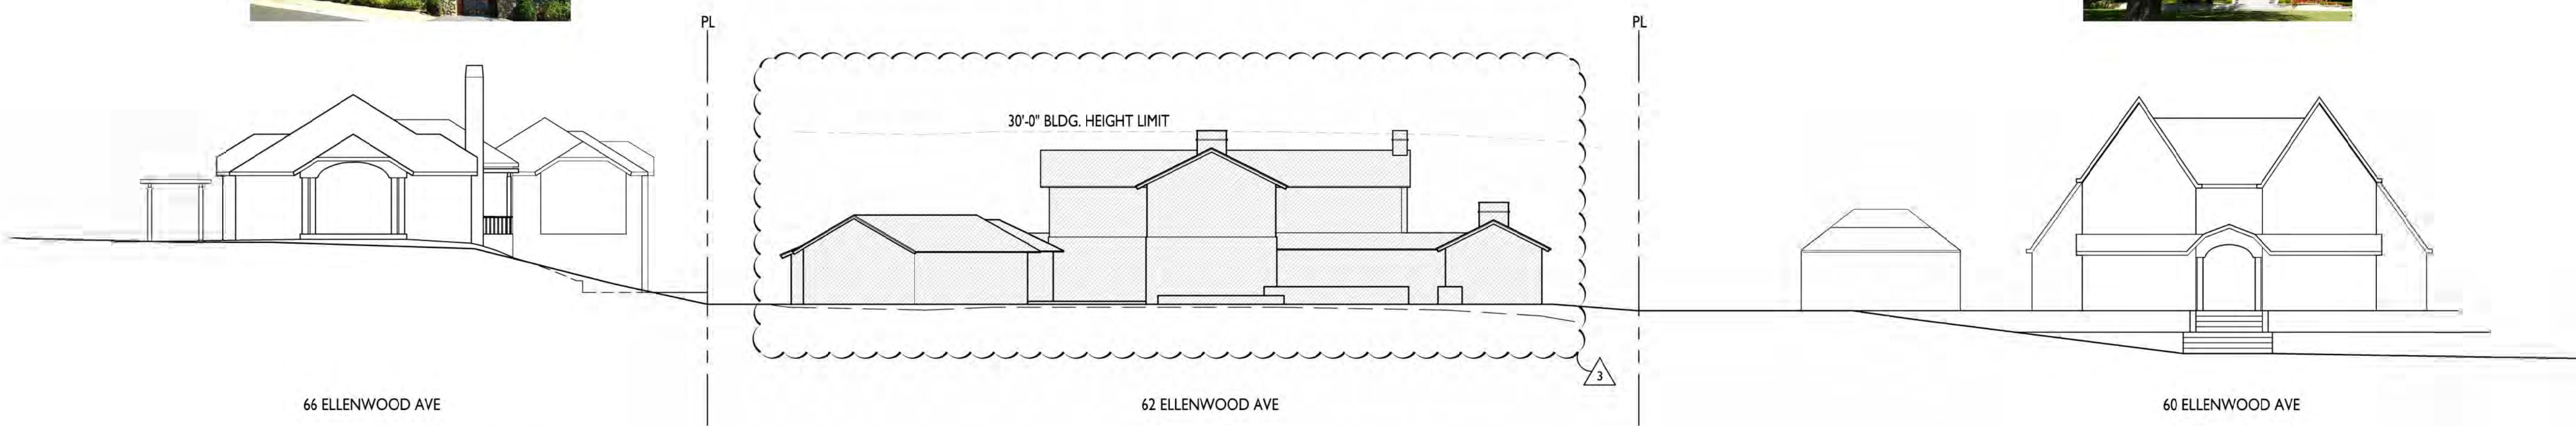 PL
PL
30'-0" BLDG. HEIGHT LIMIT
3
66 ELLENWOOD AVE
62 ELLENWOOD AVE
60 ELLENWOOD AVE